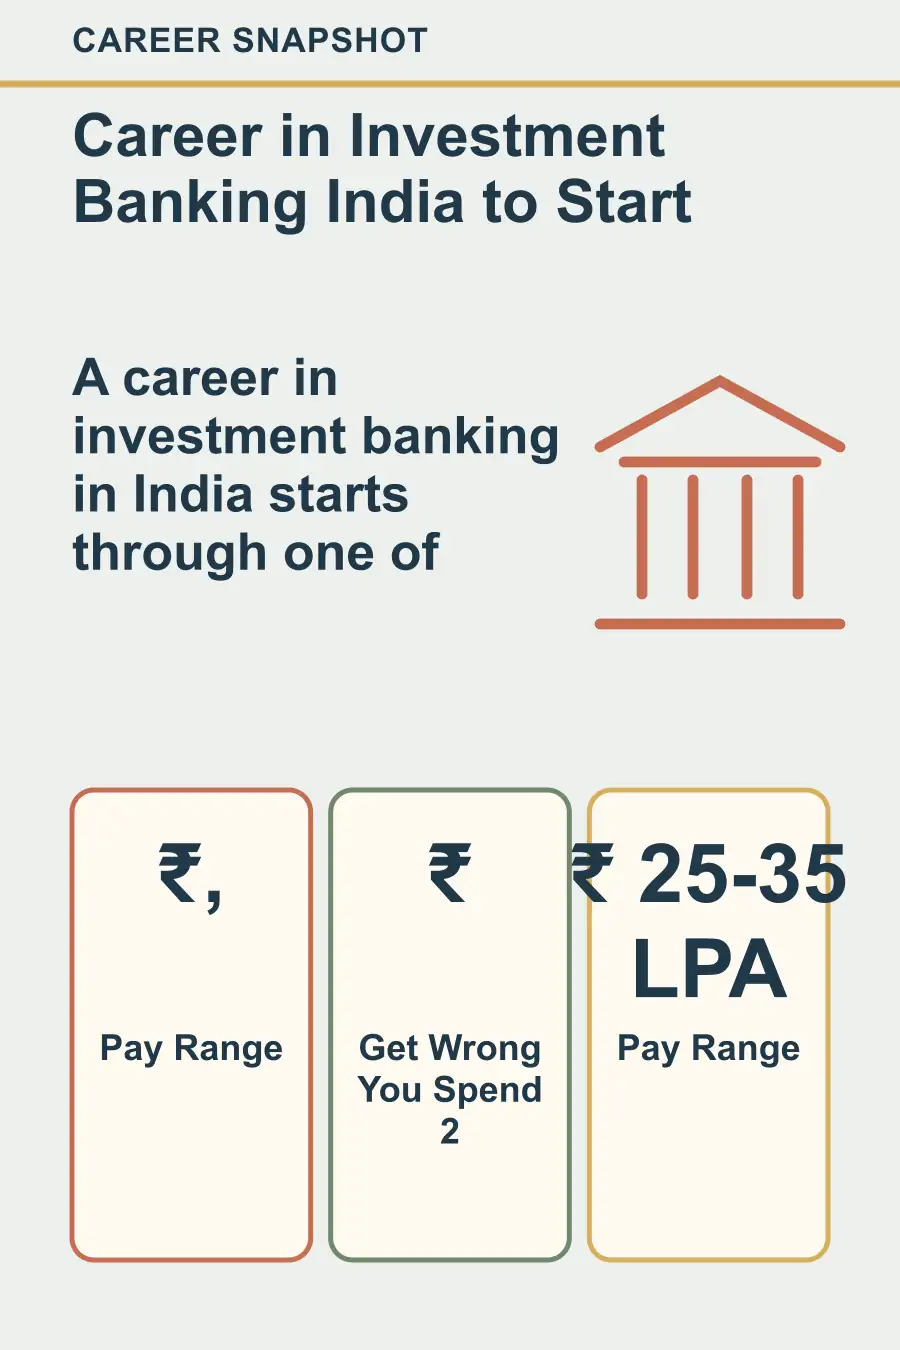 CAREER SNAPSHOT
Career in Investment
Banking India to Start
A career in
investment banking
in India starts
through one of
₹,
Pay Range
₹
Get Wrong
You Spend
2
₹ 25-35
LPA
Pay Range